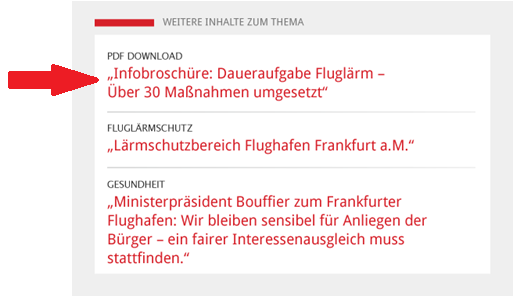 WEITERE INHALTE ZUM THEMA
PDF DOWNLOAD
„Infobroschüre: Daueraufgabe Fluglärm –
Über 30 Maßnahmen umgesetzt“
FLUGLÄRMSCHUTZ
„Lärmschutzbereich Flughafen Frankfurt a.M.“
GESUNDHEIT
„Ministerpräsident Bouffier zum Frankfurter
Flughafen: Wir bleiben sensibel für Anliegen der
Bürger – ein fairer Interessenausgleich muss
stattfinden.“